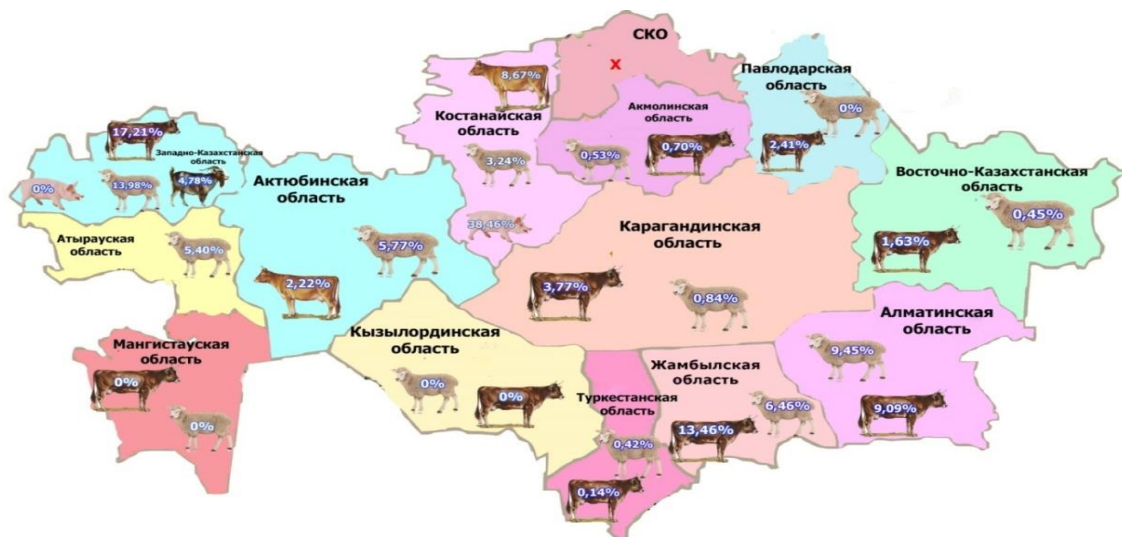 СКО
X
8,67%
Павлодарская
область
0%
Костанайская
область
Акмолинская
область
17,21%
Западно-Казахстанская
область
3,24%
0,53%
0,70%
2,41%
0%
13,98%
4,78%
Актюбинская
область
Восточно-Казахстанская
область
0,45%
38,46%
Карагандинская
область
Атырауская
область
5,40%
5,77%
1,63%
2,22%
3,77%
0,84%
Алматинская
область
Кызылординская
область
Мангистауская
область
9,45%
Жамбылская
область
0%
0%
0%
Туркестанская
область
6,46%
9,09%
0%
13,46%
0,42%
0,14%